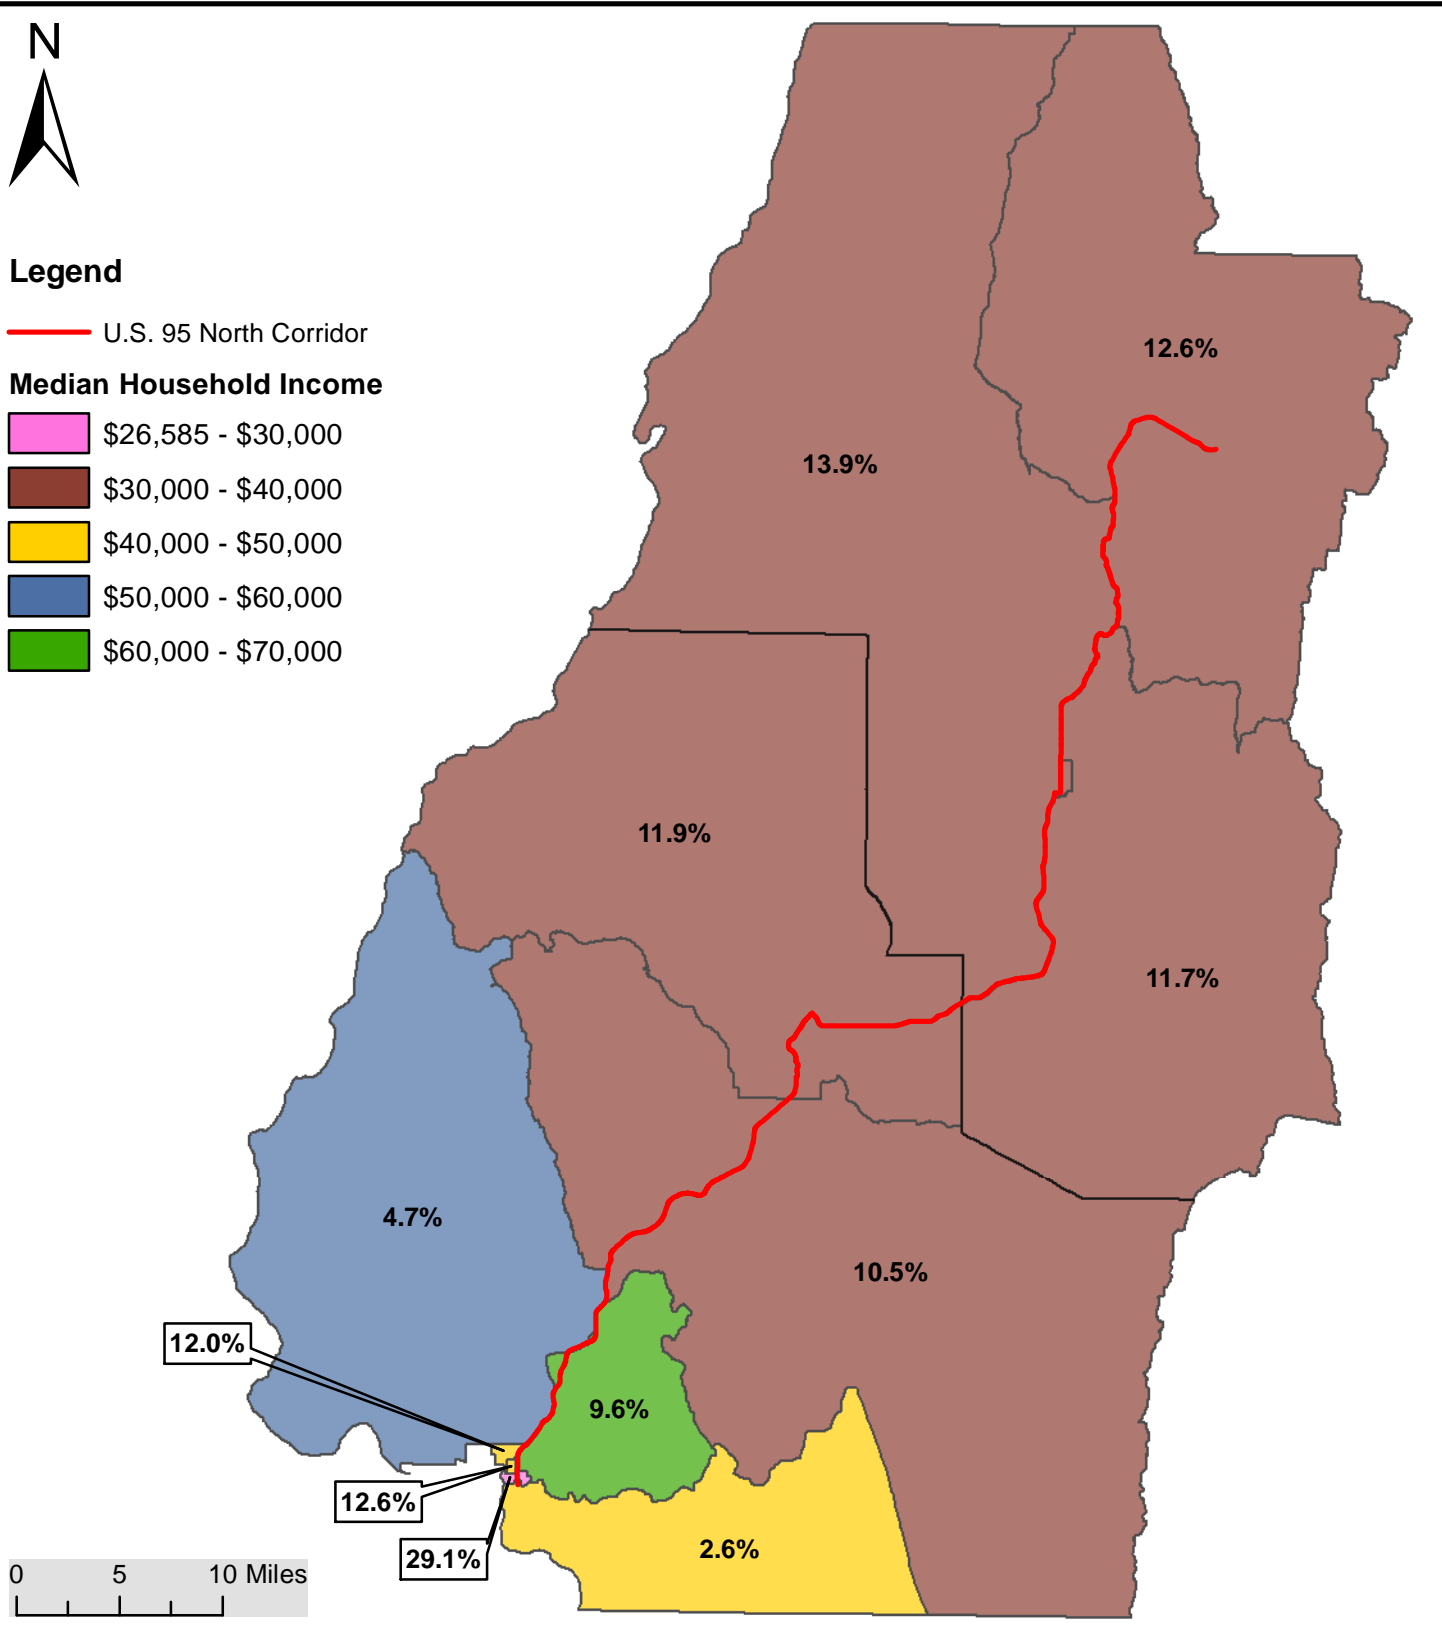 N
Legend
U.S. 95 North Corridor
Median Household Income
$26,585 - $30,000
$30,000 - $40,000
$40,000 - $50,000
$50,000 - $60,000
$60,000 - $70,000
12.6%
13.9%
11.9%
11.7%
4.7%
10.5%
12.0%
9.6%
12.6%
29.1%
2.6%
0 5 10 Miles